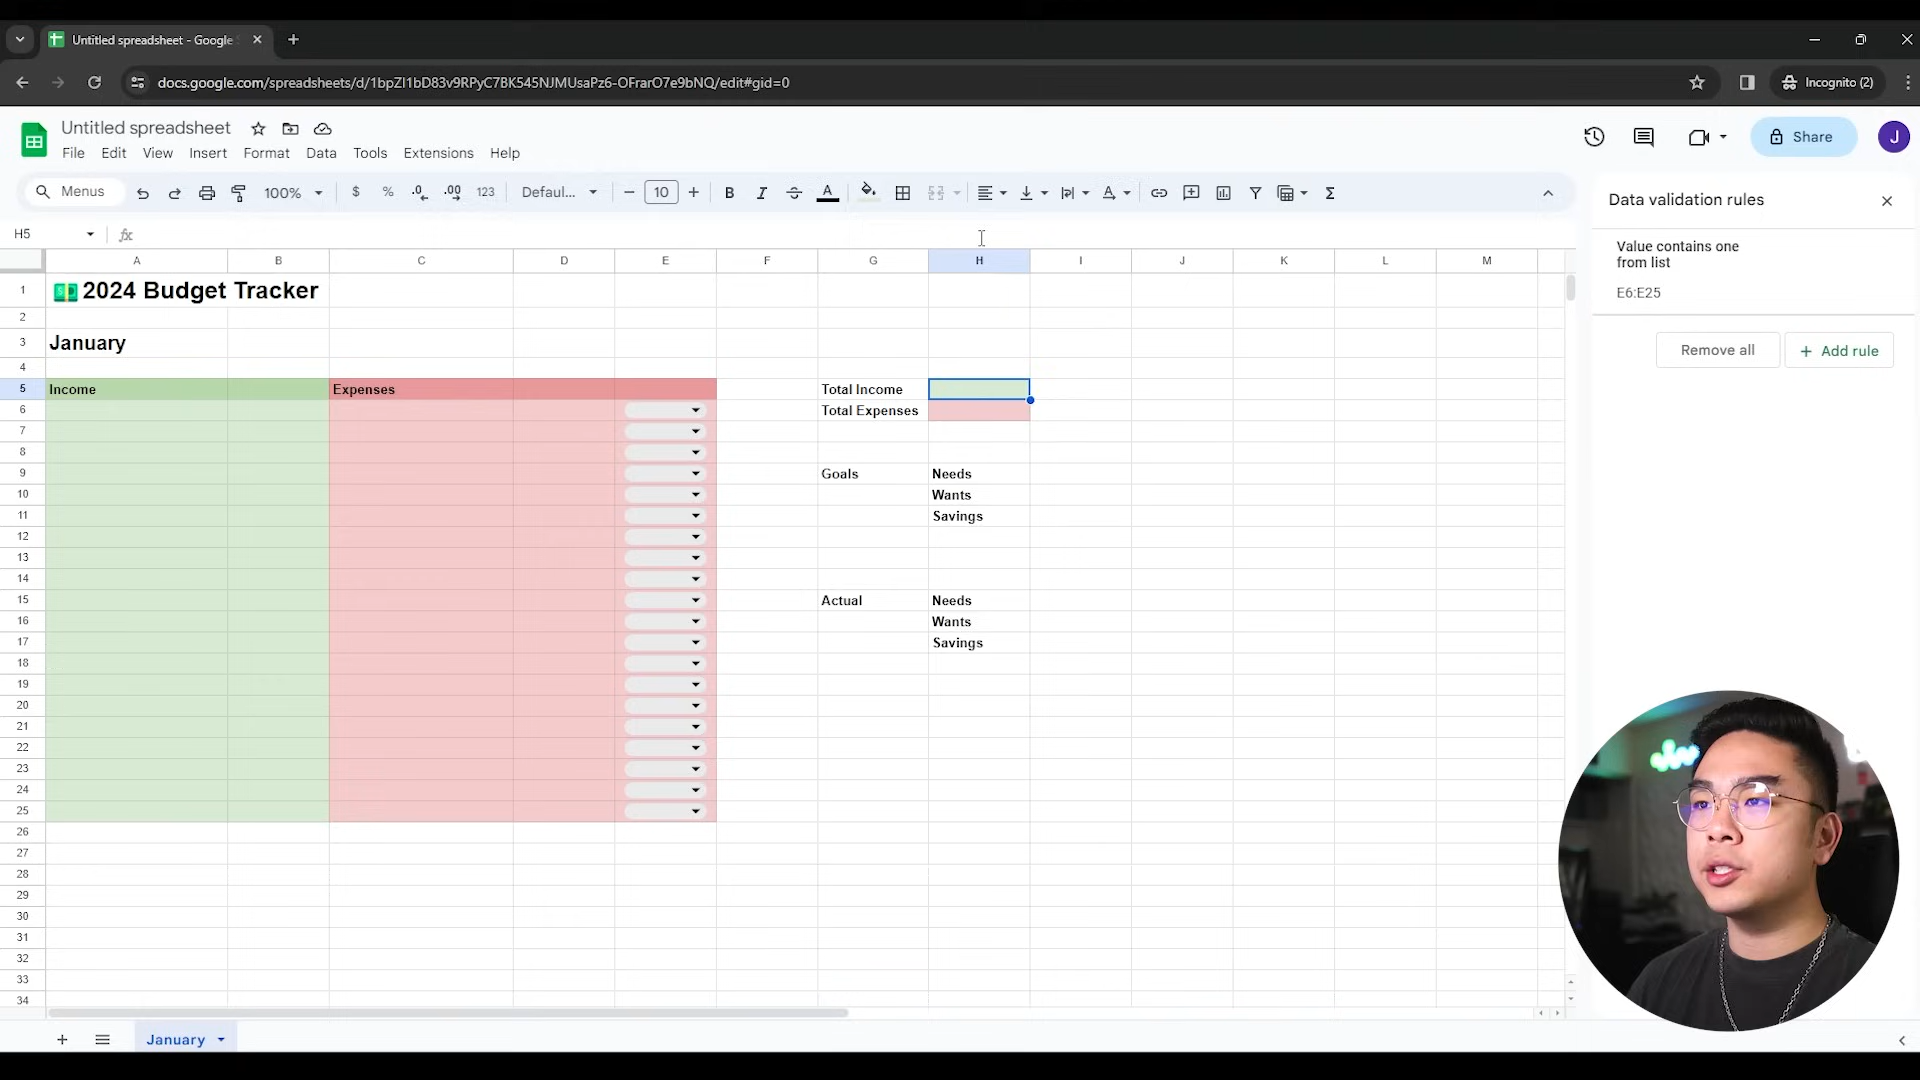 Untitled spreadsheet - Google S
docs.google.com/spreadsheets/d/1bpZl1bD83v9RPyC7BK545NJMUsaPz6-OFrarO7e9bNQ/edit#gid=0
Incognito (2)
Untitled spreadsheet
File Edit View Insert Format Data Tools Extensions Help
Share
J
Menus
100%
$ % .0 .00 123
Defaul...
− 10 +
B I S A
Σ
Data validation rules
H5
fx
Value contains one
from list
E6:E25
Remove all
+ Add rule
A B C D E F G H I J K L M
1 💵 2024 Budget Tracker
2
3 January
4
5 Income Expenses Total Income
6 Total Expenses
7
8
9 Goals Needs
10 Wants
11 Savings
12
13
14
15 Actual Needs
16 Wants
17 Savings
18
19
20
21
22
23
24
25
26
27
28
29
30
31
32
33
34
January